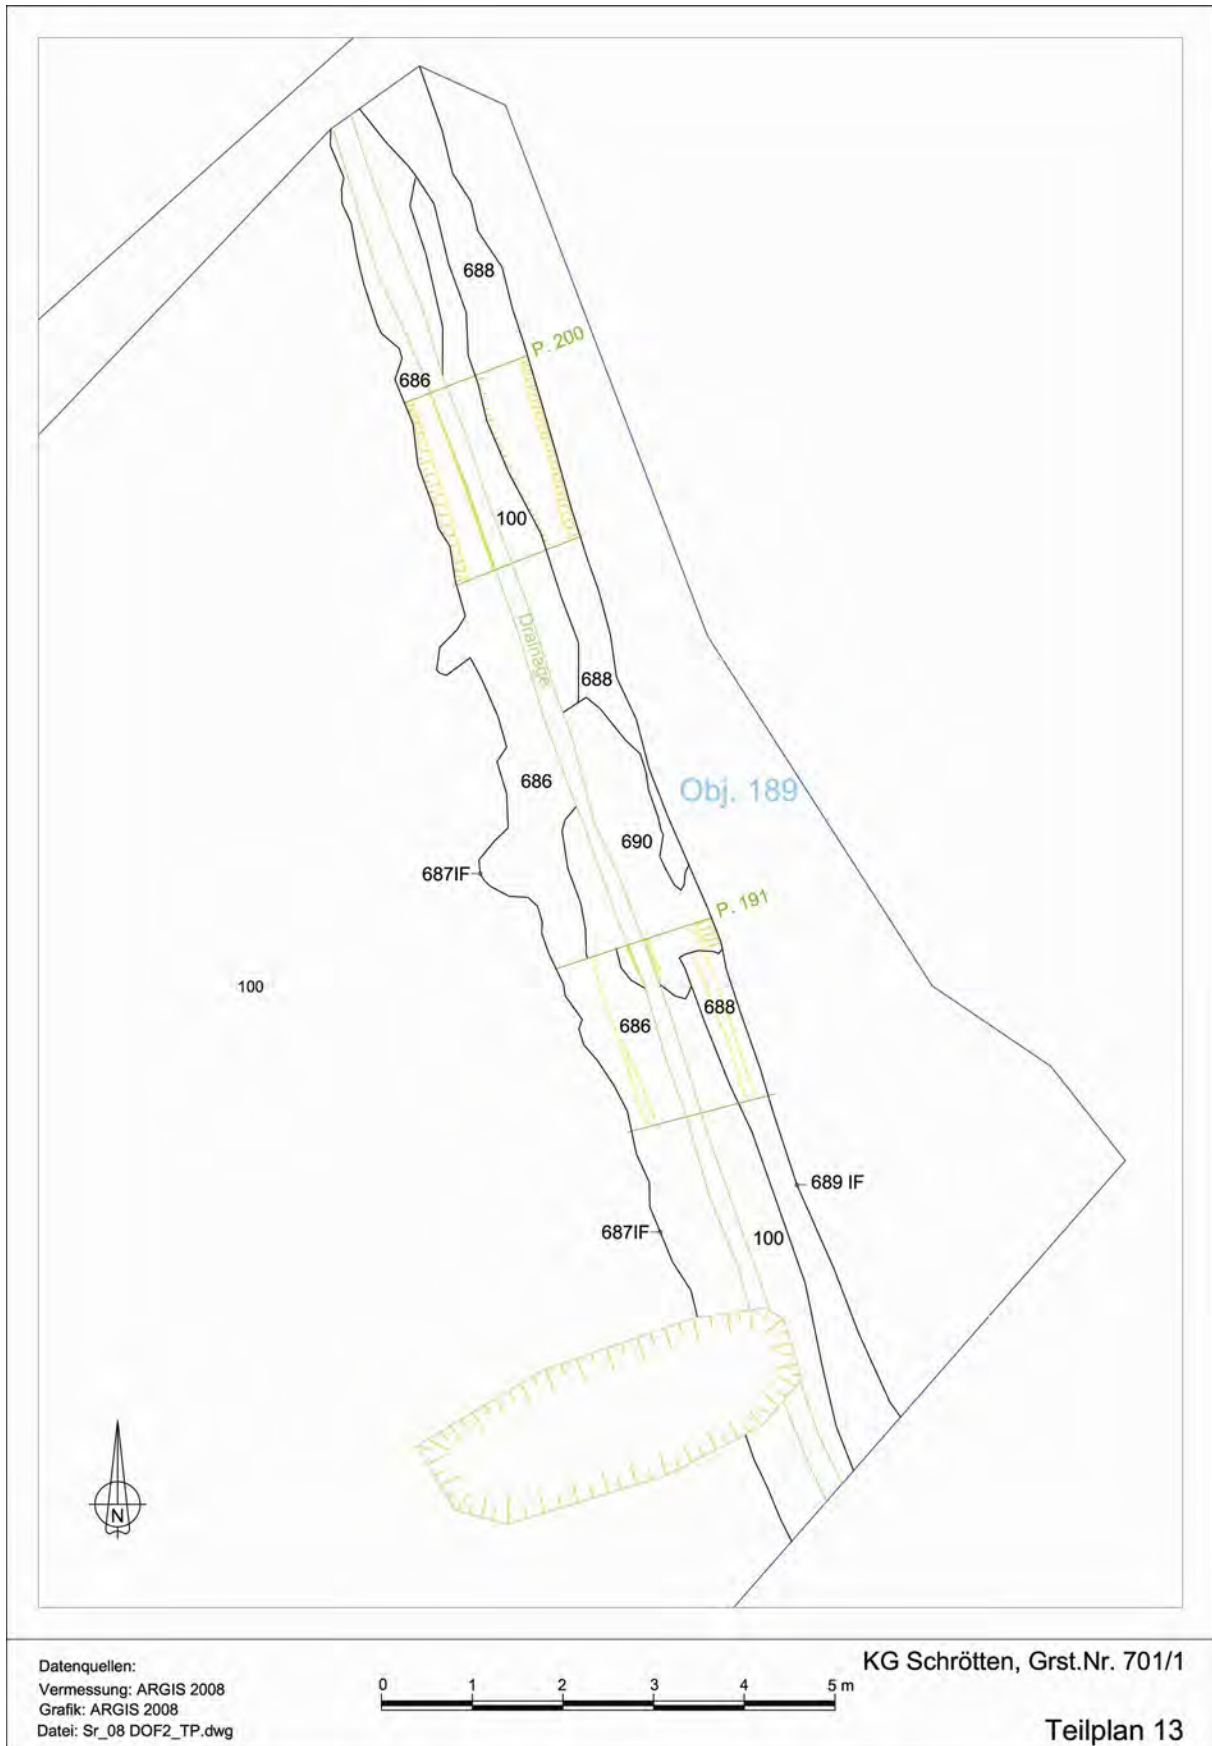 688
P. 200
686
100
Drainage
688
686
Obj. 189
690
687IF
P. 191
100
688
686
689 IF
687IF
100
N
Datenquellen:
Vermessung: ARGIS 2008
Grafik: ARGIS 2008
Datei: Sr_08 DOF2_TP.dwg
0 1 2 3 4 5 m
KG Schrötten, Grst.Nr. 701/1
Teilplan 13